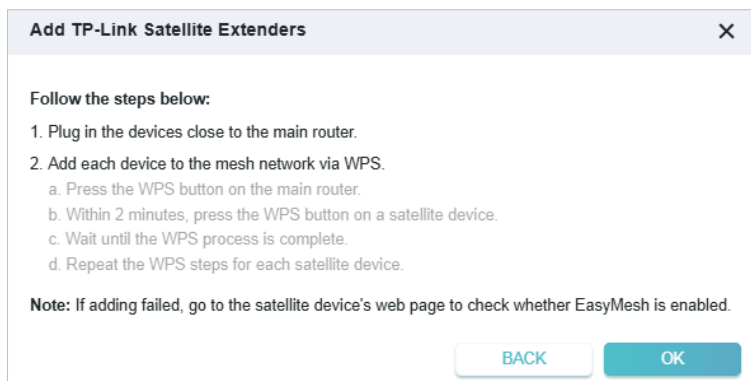 Add TP-Link Satellite Extenders
Follow the steps below:
1. Plug in the devices close to the main router.
2. Add each device to the mesh network via WPS.
a. Press the WPS button on the main router.
b. Within 2 minutes, press the WPS button on a satellite device.
c. Wait until the WPS process is complete.
d. Repeat the WPS steps for each satellite device.
Note: If adding failed, go to the satellite device's web page to check whether EasyMesh is enabled.
BACK OK